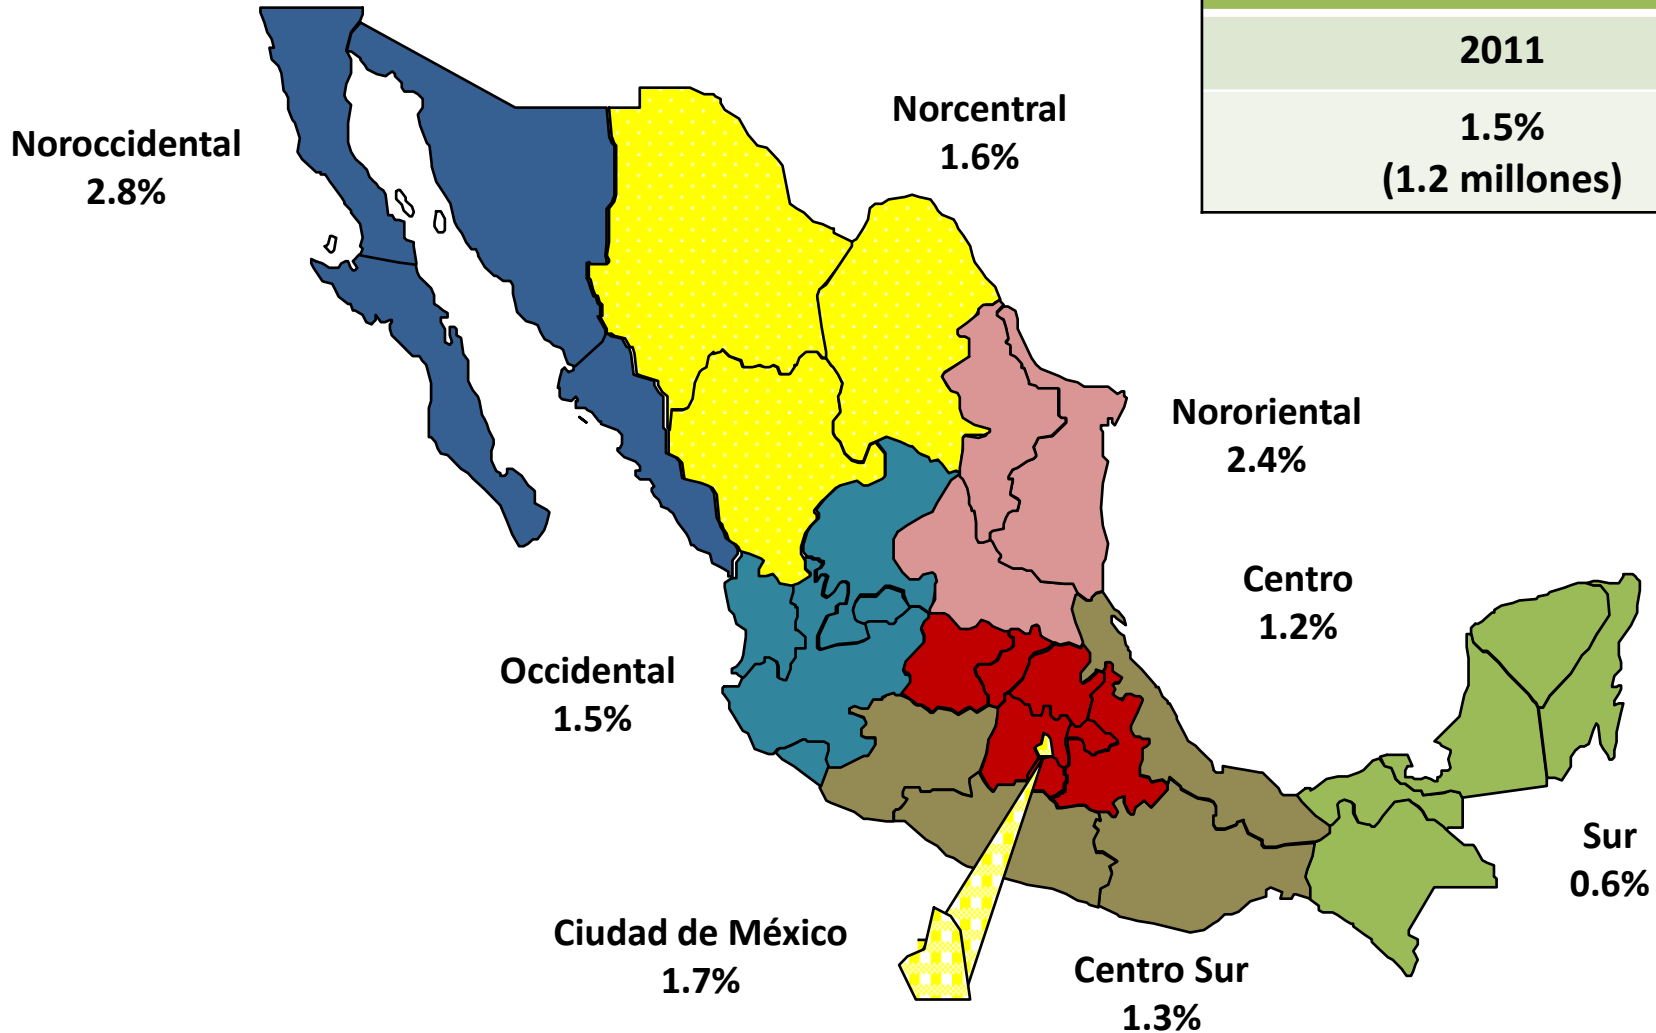 2011
1.5%
(1.2 millones)
Norcentral
1.6%
Noroccidental
2.8%
Nororiental
2.4%
Centro
1.2%
Occidental
1.5%
Sur
0.6%
Ciudad de México
1.7%
Centro Sur
1.3%